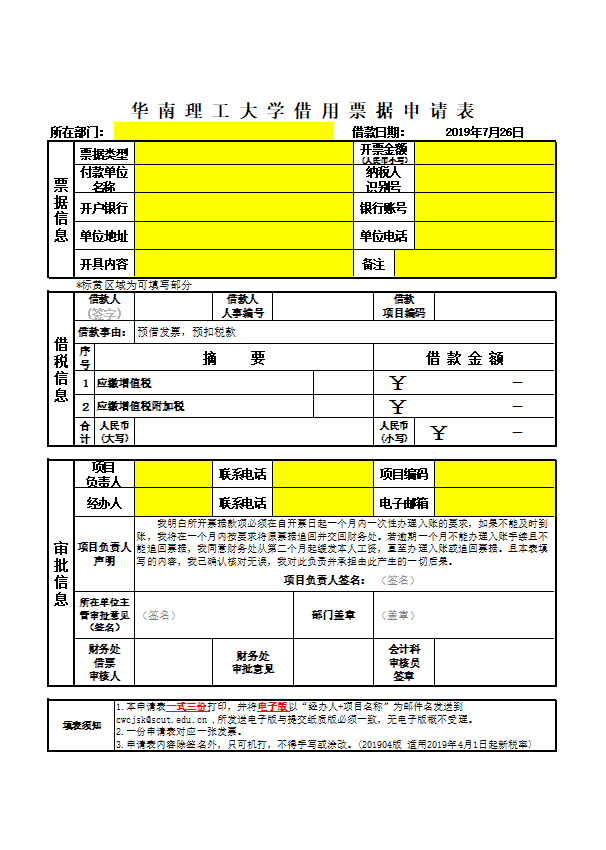 华南理工大学借用票据申请表
所在部门： 借款日期： 2019年7月26日
票据信息
票据类型 开票金额
(人民币小写)
付款单位 纳税人
名称 识别号
开户银行 银行账号
单位地址 单位电话
开具内容 备注
*标黄区域为可填写部分
借税信息
借款人 借款人 借款
（签字） 人事编号 项目编码
借款事由： 预借发票，预扣税款
序号 摘 要 借款金额
1 应缴增值税 ￥ －
2 应缴增值税附加税 ￥ －
合计 人民币 人民币 ￥ －
(大写) (小写)
审批信息
项目 联系电话 项目编码
负责人
经办人 联系电话 电子邮箱
项目负责人
声明
我明白所开票据款项必须在自开票日起一个月内一次性办理入账的要求，如果不能及时到
账，我将在一个月内按要求将原票据追回并交回财务处。若逾期一个月不能办理入账手续且不
能追回票据，我同意财务处从第二个月起缓发本人工资，直至办理入账或追回票据。且本表填
写的内容，我已确认核对无误，我对此负责并承担由此产生的一切后果。
项目负责人签名： （签名）
所在单位主
管审批意见 （签名） 部门盖章 （盖章）
（签名）
财务处 财务处 会计科
借票 审批意见 审核员
审核人 签章
填表须知
1.本申请表一式三份打印，并将电子版以“经办人+项目名称”为邮件名发送到
cwcjsk@scut.edu.cn ,所发送电子版与提交纸质版必须一致，无电子版概不受理。
2.一份申请表对应一张发票。
3.申请表内容除签名外，只可机打，不得手写或涂改。(201904版 适用2019年4月1日起新税率)